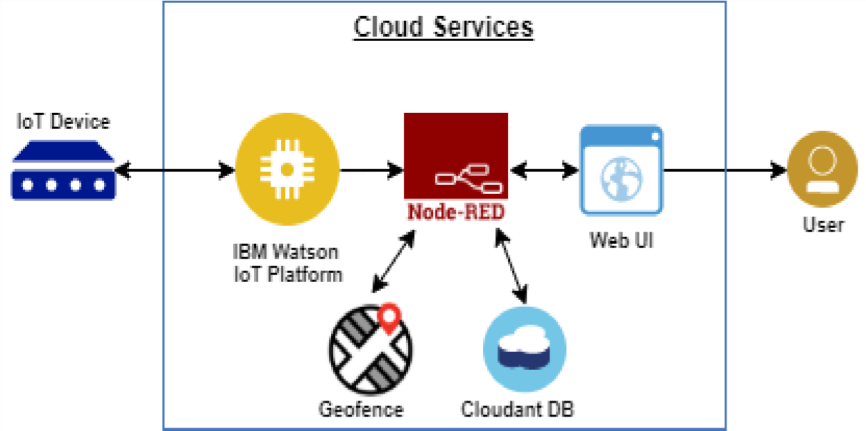 Cloud Services
IoT Device
Node-RED
IBM Watson
IoT Platform
Web UI
User
Geofence
Cloudant DB